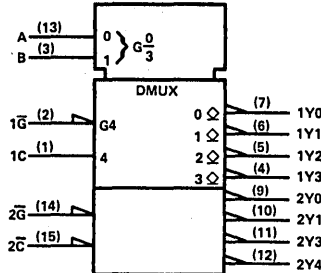 A (13) 0 G 0/3
B (3) 1
DMUX
0 ◇ (7) 1Y0
1G̅ (2) G4 1 ◇ (6) 1Y1
1C (1) 4 2 ◇ (5) 1Y2
3 ◇ (4) 1Y3
(9) 2Y0
2G̅ (14) (10) 2Y1
2C̅ (15) (11) 2Y3
(12) 2Y4